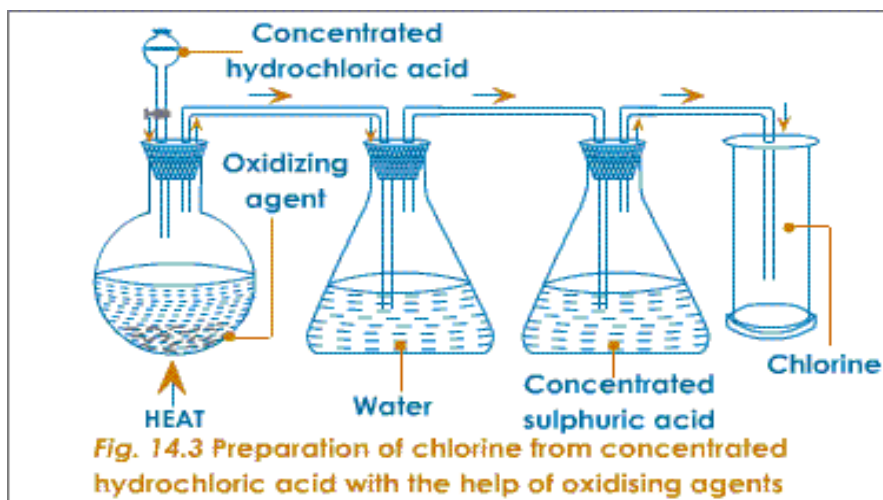 Concentrated
hydrochloric acid
Oxidizing
agent
HEAT
Water
Concentrated
sulphuric acid
Chlorine
Fig. 14.3 Preparation of chlorine from concentrated
hydrochloric acid with the help of oxidising agents